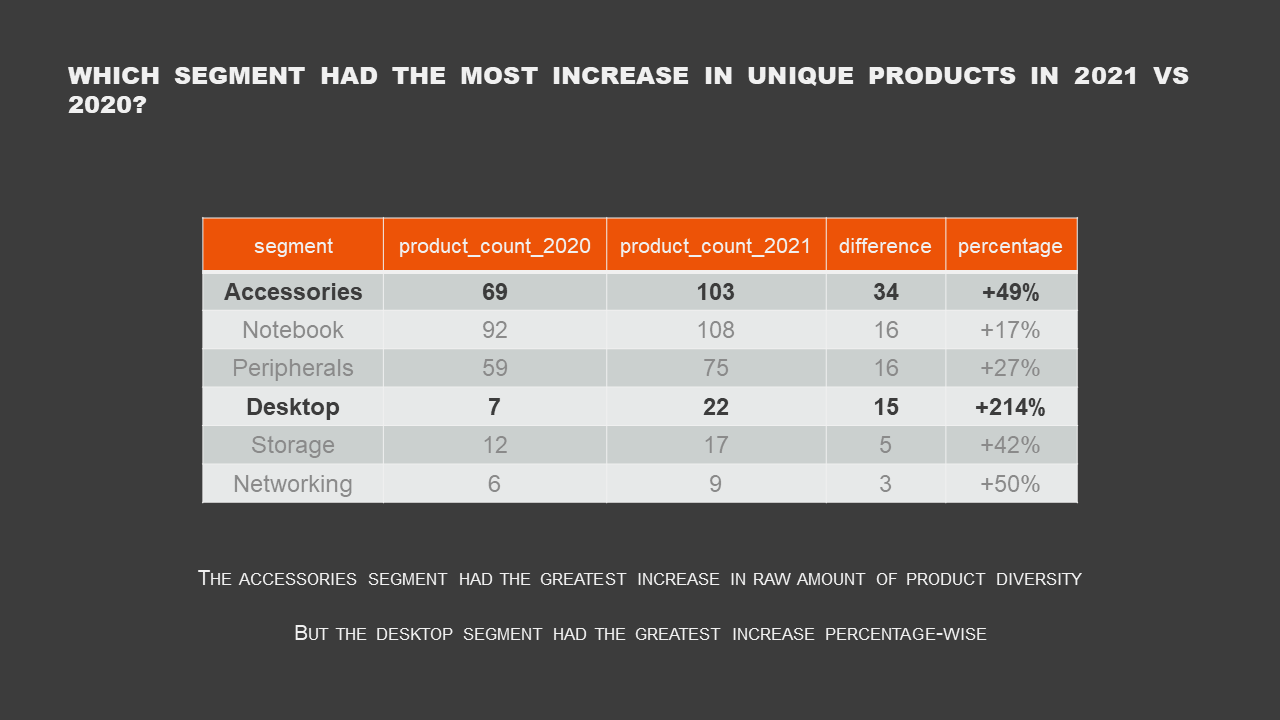 WHICH SEGMENT HAD THE MOST INCREASE IN UNIQUE PRODUCTS IN 2021 VS
2020?
segment product_count_2020 product_count_2021 difference percentage
Accessories 69 103 34 +49%
Notebook 92 108 16 +17%
Peripherals 59 75 16 +27%
Desktop 7 22 15 +214%
Storage 12 17 5 +42%
Networking 6 9 3 +50%
THE ACCESSORIES SEGMENT HAD THE GREATEST INCREASE IN RAW AMOUNT OF PRODUCT DIVERSITY
BUT THE DESKTOP SEGMENT HAD THE GREATEST INCREASE PERCENTAGE-WISE